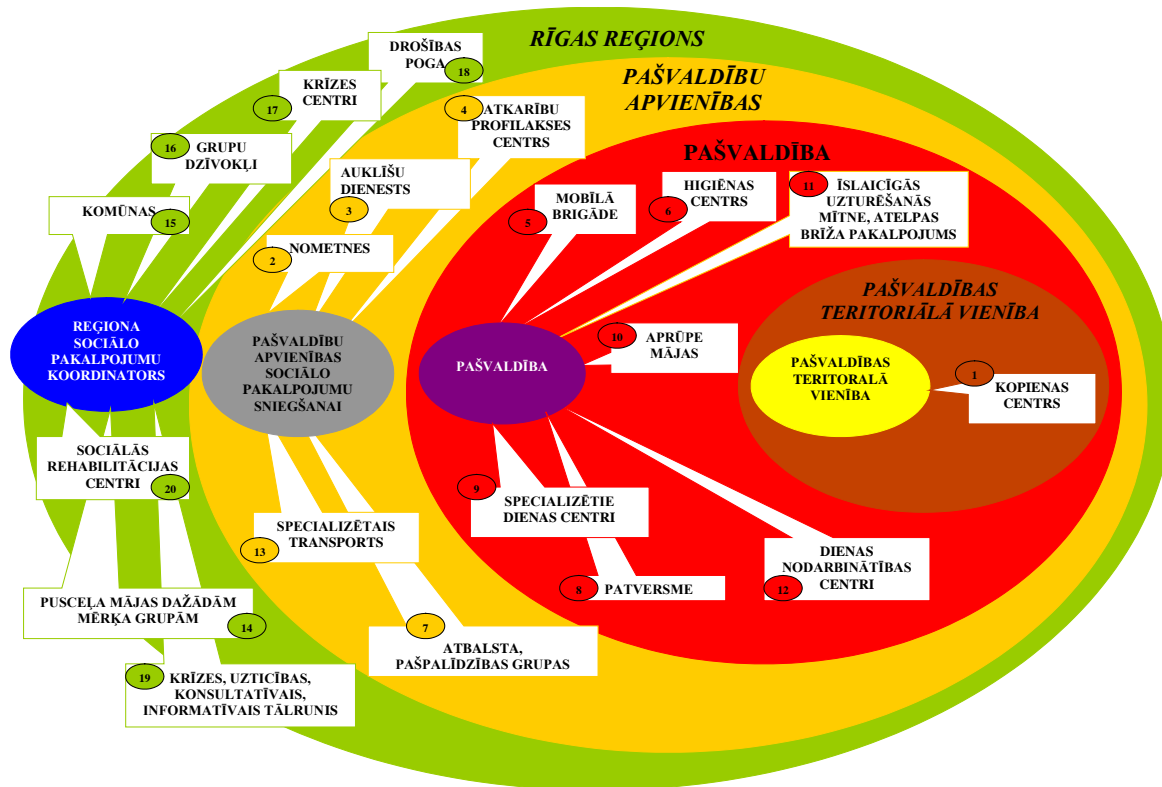 RĪGAS REĢIONS
PAŠVALDĪBU
APVIENĪBAS
PAŠVALDĪBA
PAŠVALDĪBAS
TERITORIĀLĀ VIENĪBA
DROŠĪBAS
POGA
18
KRĪZES
CENTRI
17
16
GRUPU
DZĪVOKĻI
KOMŪNAS
15
4
ATKARĪBU
PROFILAKSES
CENTRS
AUKLĪŠU
DIENESTS
3
NOMETNES
2
MOBĪLĀ
BRIGĀDE
5
HIGIĒNAS
CENTRS
6
11
ĪSLAICĪGĀS
UZTURĒŠANĀS
MĪTNE, ATELPAS
BRĪŽA PAKALPOJUMS
REĢIONA
SOCIĀLO
PAKALPOJUMU
KOORDINATORS
PAŠVALDĪBU
APVIENĪBAS
SOCIĀLO
PAKALPOJUMU
SNIEGŠANAI
PAŠVALDĪBA
10
APRŪPE
MĀJAS
PAŠVALDĪBAS
TERITORALĀ
VIENĪBA
1
KOPIENAS
CENTRS
SOCIĀLĀS
REHABILITĀCIJAS
CENTRI
20
9
SPECIALIZĒTIE
DIENAS CENTRI
SPECIALIZĒTAIS
TRANSPORTS
13
8
PATVERSME
DIENAS
NODARBINĀTĪBAS
CENTRI
12
PUSCEĻA MĀJAS DAŽĀDĀM
MĒRĶA GRUPĀM
14
7
ATBALSTA,
PAŠPALĪDZĪBAS GRUPAS
19
KRĪZES, UZTICĪBAS,
KONSULTATĪVAIS,
INFORMATĪVAIS TĀLRUNIS